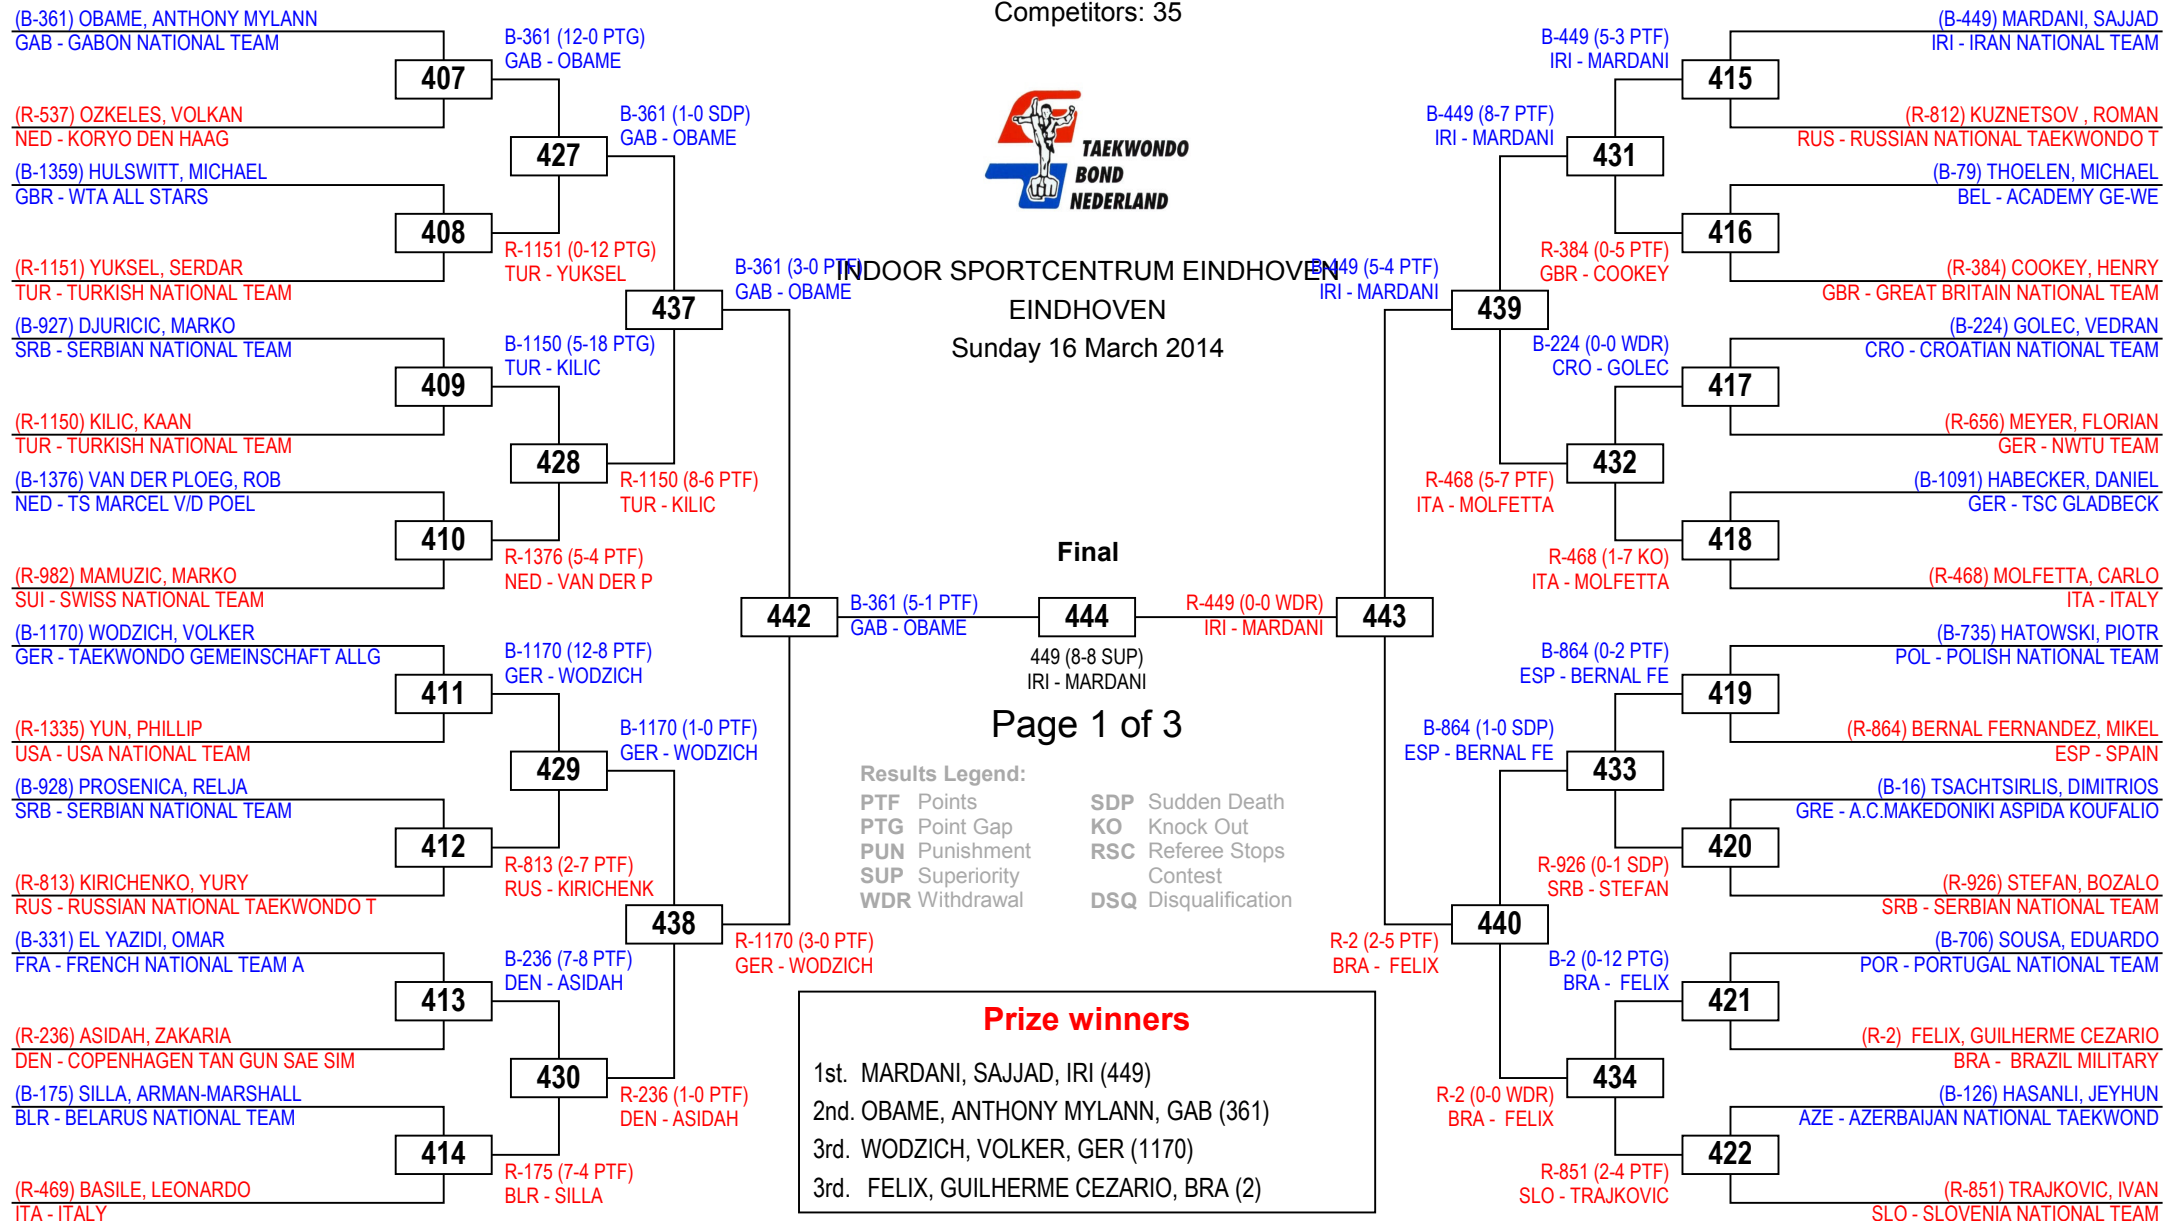 Competitors: 35
TAEKWONDO
BOND
NEDERLAND
INDOOR SPORTCENTRUM EINDHOVEN
EINDHOVEN
Sunday 16 March 2014
(B-361) OBAME, ANTHONY MYLANN
GAB - GABON NATIONAL TEAM
407
(R-537) OZKELES, VOLKAN
NED - KORYO DEN HAAG
(B-1359) HULSWITT, MICHAEL
GBR - WTA ALL STARS
408
(R-1151) YUKSEL, SERDAR
TUR - TURKISH NATIONAL TEAM
(B-927) DJURICIC, MARKO
SRB - SERBIAN NATIONAL TEAM
409
(R-1150) KILIC, KAAN
TUR - TURKISH NATIONAL TEAM
(B-1376) VAN DER PLOEG, ROB
NED - TS MARCEL V/D POEL
410
(R-982) MAMUZIC, MARKO
SUI - SWISS NATIONAL TEAM
(B-1170) WODZICH, VOLKER
GER - TAEKWONDO GEMEINSCHAFT ALLG
411
(R-1335) YUN, PHILLIP
USA - USA NATIONAL TEAM
(B-928) PROSENICA, RELJA
SRB - SERBIAN NATIONAL TEAM
412
(R-813) KIRICHENKO, YURY
RUS - RUSSIAN NATIONAL TAEKWONDO T
(B-331) EL YAZIDI, OMAR
FRA - FRENCH NATIONAL TEAM A
413
(R-236) ASIDAH, ZAKARIA
DEN - COPENHAGEN TAN GUN SAE SIM
(B-175) SILLA, ARMAN-MARSHALL
BLR - BELARUS NATIONAL TEAM
414
(R-469) BASILE, LEONARDO
ITA - ITALY
B-361 (12-0 PTG)
GAB - OBAME
427
R-1151 (0-12 PTG)
TUR - YUKSEL
B-1150 (5-18 PTG)
TUR - KILIC
428
R-1376 (5-4 PTF)
NED - VAN DER P
B-1170 (12-8 PTF)
GER - WODZICH
429
R-813 (2-7 PTF)
RUS - KIRICHENK
B-236 (7-8 PTF)
DEN - ASIDAH
430
R-175 (7-4 PTF)
BLR - SILLA
B-361 (1-0 SDP)
GAB - OBAME
437
R-1150 (8-6 PTF)
TUR - KILIC
B-1170 (1-0 PTF)
GER - WODZICH
438
R-236 (1-0 PTF)
DEN - ASIDAH
B-361 (3-0 PTF)
GAB - OBAME
442
R-1170 (3-0 PTF)
GER - WODZICH
B-361 (5-1 PTF)
GAB - OBAME
Final
444
449 (8-8 SUP)
IRI - MARDANI
R-449 (0-0 WDR)
IRI - MARDANI
Page 1 of 3
Results Legend:
PTF Points
PTG Point Gap
PUN Punishment
SUP Superiority
WDR Withdrawal
SDP Sudden Death
KO Knock Out
RSC Referee Stops
Contest
DSQ Disqualification
Prize winners
1st. MARDANI, SAJJAD, IRI (449)
2nd. OBAME, ANTHONY MYLANN, GAB (361)
3rd. WODZICH, VOLKER, GER (1170)
3rd. FELIX, GUILHERME CEZARIO, BRA (2)
B-449 (5-4 PTF)
IRI - MARDANI
443
R-2 (2-5 PTF)
BRA - FELIX
B-449 (8-7 PTF)
IRI - MARDANI
439
R-468 (5-7 PTF)
ITA - MOLFETTA
B-864 (1-0 SDP)
ESP - BERNAL FE
440
R-2 (0-0 WDR)
BRA - FELIX
B-449 (5-3 PTF)
IRI - MARDANI
431
R-384 (0-5 PTF)
GBR - COOKEY
B-224 (0-0 WDR)
CRO - GOLEC
432
R-468 (1-7 KO)
ITA - MOLFETTA
B-864 (0-2 PTF)
ESP - BERNAL FE
433
R-926 (0-1 SDP)
SRB - STEFAN
B-2 (0-12 PTG)
BRA - FELIX
434
R-851 (2-4 PTF)
SLO - TRAJKOVIC
(B-449) MARDANI, SAJJAD
IRI - IRAN NATIONAL TEAM
415
(R-812) KUZNETSOV , ROMAN
RUS - RUSSIAN NATIONAL TAEKWONDO T
(B-79) THOELEN, MICHAEL
BEL - ACADEMY GE-WE
416
(R-384) COOKEY, HENRY
GBR - GREAT BRITAIN NATIONAL TEAM
(B-224) GOLEC, VEDRAN
CRO - CROATIAN NATIONAL TEAM
417
(R-656) MEYER, FLORIAN
GER - NWTU TEAM
(B-1091) HABECKER, DANIEL
GER - TSC GLADBECK
418
(R-468) MOLFETTA, CARLO
ITA - ITALY
(B-735) HATOWSKI, PIOTR
POL - POLISH NATIONAL TEAM
419
(R-864) BERNAL FERNANDEZ, MIKEL
ESP - SPAIN
(B-16) TSACHTSIRLIS, DIMITRIOS
GRE - A.C.MAKEDONIKI ASPIDA KOUFALIO
420
(R-926) STEFAN, BOZALO
SRB - SERBIAN NATIONAL TEAM
(B-706) SOUSA, EDUARDO
POR - PORTUGAL NATIONAL TEAM
421
(R-2) FELIX, GUILHERME CEZARIO
BRA - BRAZIL MILITARY
(B-126) HASANLI, JEYHUN
AZE - AZERBAIJAN NATIONAL TAEKWOND
422
(R-851) TRAJKOVIC, IVAN
SLO - SLOVENIA NATIONAL TEAM